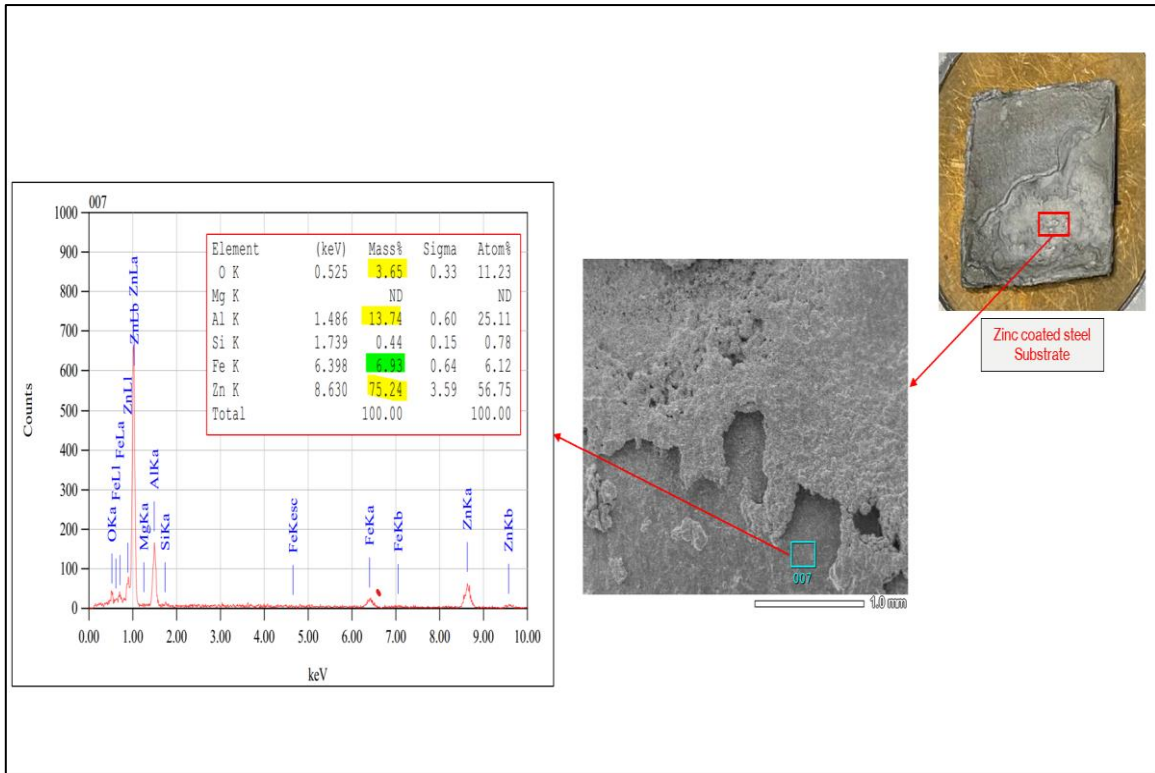 007
1000
900
800
700
600
500
400
300
200
100
0
Counts
0.00 1.00 2.00 3.00 4.00 5.00 6.00 7.00 8.00 9.00 10.00
keV
OKa
FeLl
FeLa
ZnLl
ZnLb ZnLa
MgKa
AlKa
SiKa
FeKesc
FeKa
FeKb
ZnKa
ZnKb
Element (keV) Mass% Sigma Atom%
O K 0.525 3.65 0.33 11.23
Mg K ND ND
Al K 1.486 13.74 0.60 25.11
Si K 1.739 0.44 0.15 0.78
Fe K 6.398 6.93 0.64 6.12
Zn K 8.630 75.24 3.59 56.75
Total 100.00 100.00
007
1.0 mm
Zinc coated steel
Substrate